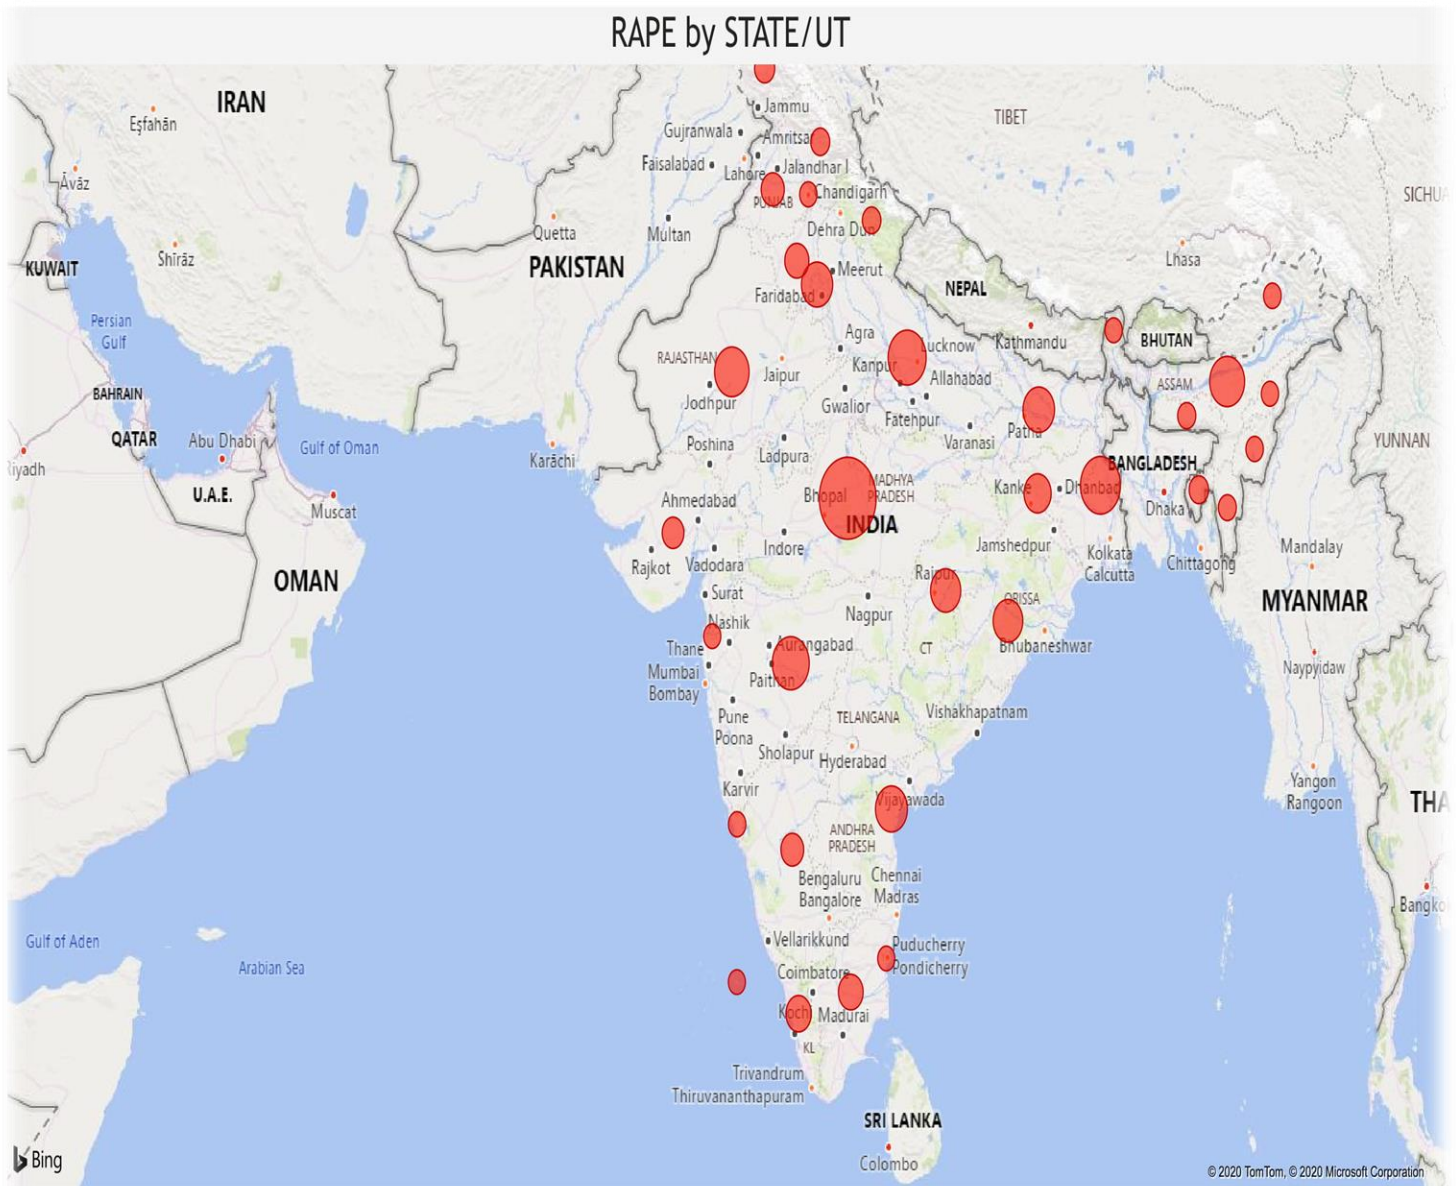 RAPE by STATE/UT
IRAN
Eşfahān
Āvāz
Shīrāz
KUWAIT
Persian
Gulf
BAHRAIN
QATAR
Abu Dhabi
Gulf of Oman
Riyadh
U.A.E.
Muscat
OMAN
Gulf of Aden
Arabian Sea
Quetta
PAKISTAN
Karāchi
Multan
Gujranwala
Faisalabad
Lahore
Jammu
Amritsa
Jalandhar I
PUNJAB
Chandigarh
Dehra Dun
Meerut
Faridabad
TIBET
SICHU
Lhasa
NEPAL
Kathmandu
BHUTAN
Agra
Lucknow
RAJASTHAN
Jaipur
Kanpur
Allahabad
Jodhpur
Gwalior
Fatehpur
Varanasi
Patna
ASSAM
YUNNAN
Poshina
Ladpura
BANGLADESH
Bhopal
MADHYA
PRADESH
Kanke
Dhanbad
Dhaka
Ahmedabad
INDIA
Indore
Jamshedpur
Kolkata
Calcutta
Chittagong
Mandalay
Rajkot
Vadodara
Surat
Raipur
Nagpur
ORISSA
MYANMAR
Nashik
Thane
Aurangabad
CT
Bhubaneshwar
Mumbai
Bombay
Paithan
Naypyidaw
Pune
Poona
TELANGANA
Vishakhapatnam
Sholapur
Hyderabad
Karvir
Vijayawada
Yangon
Rangoon
THA
ANDHRA
PRADESH
Bengaluru
Bangalore
Chennai
Madras
Bangko
Vellarikkund
Puducherry
Pondicherry
Coimbatore
Kochi
Madurai
KL
Trivandrum
Thiruvananthapuram
SRI LANKA
Colombo
Bing
© 2020 TomTom, © 2020 Microsoft Corporation